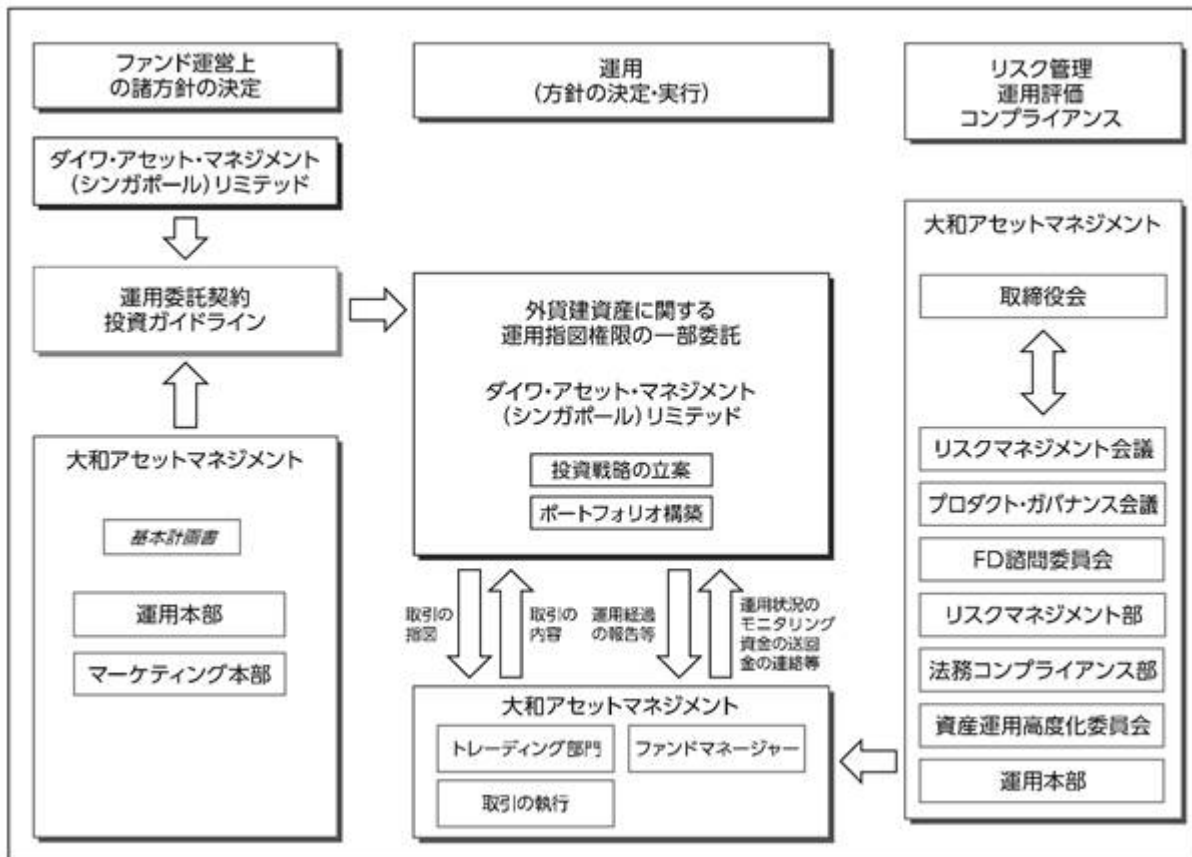 ファンド運営上
の諸方針の決定
ダイワ・アセット・マネジメント
(シンガポール)リミテッド
運用委託契約
投資ガイドライン
大和アセットマネジメント
基本計画書
運用本部
マーケティング本部
運用
(方針の決定・実行)
外貨建資産に関する
運用指図権限の一部委託
ダイワ・アセット・マネジメント
(シンガポール)リミテッド
投資戦略の立案
ポートフォリオ構築
取引の
指図
取引の
内容
運用経過
の報告等
運用状況の
モニタリング
資金の送回
金の連絡等
大和アセットマネジメント
トレーディング部門
ファンドマネージャー
取引の執行
リスク管理
運用評価
コンプライアンス
大和アセットマネジメント
取締役会
リスクマネジメント会議
プロダクト・ガバナンス会議
FD諮問委員会
リスクマネジメント部
法務コンプライアンス部
資産運用高度化委員会
運用本部